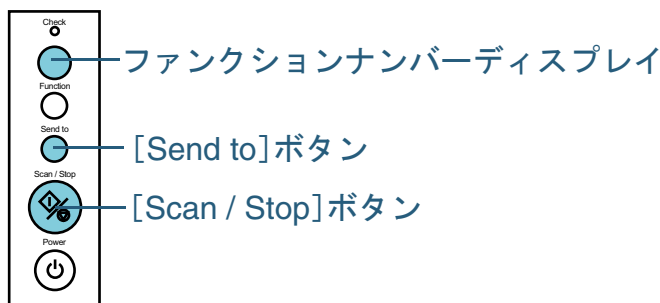 Check
ファンクションナンバーディスプレイ
Function
Send to
[Send to]ボタン
Scan / Stop
[Scan / Stop]ボタン
Power